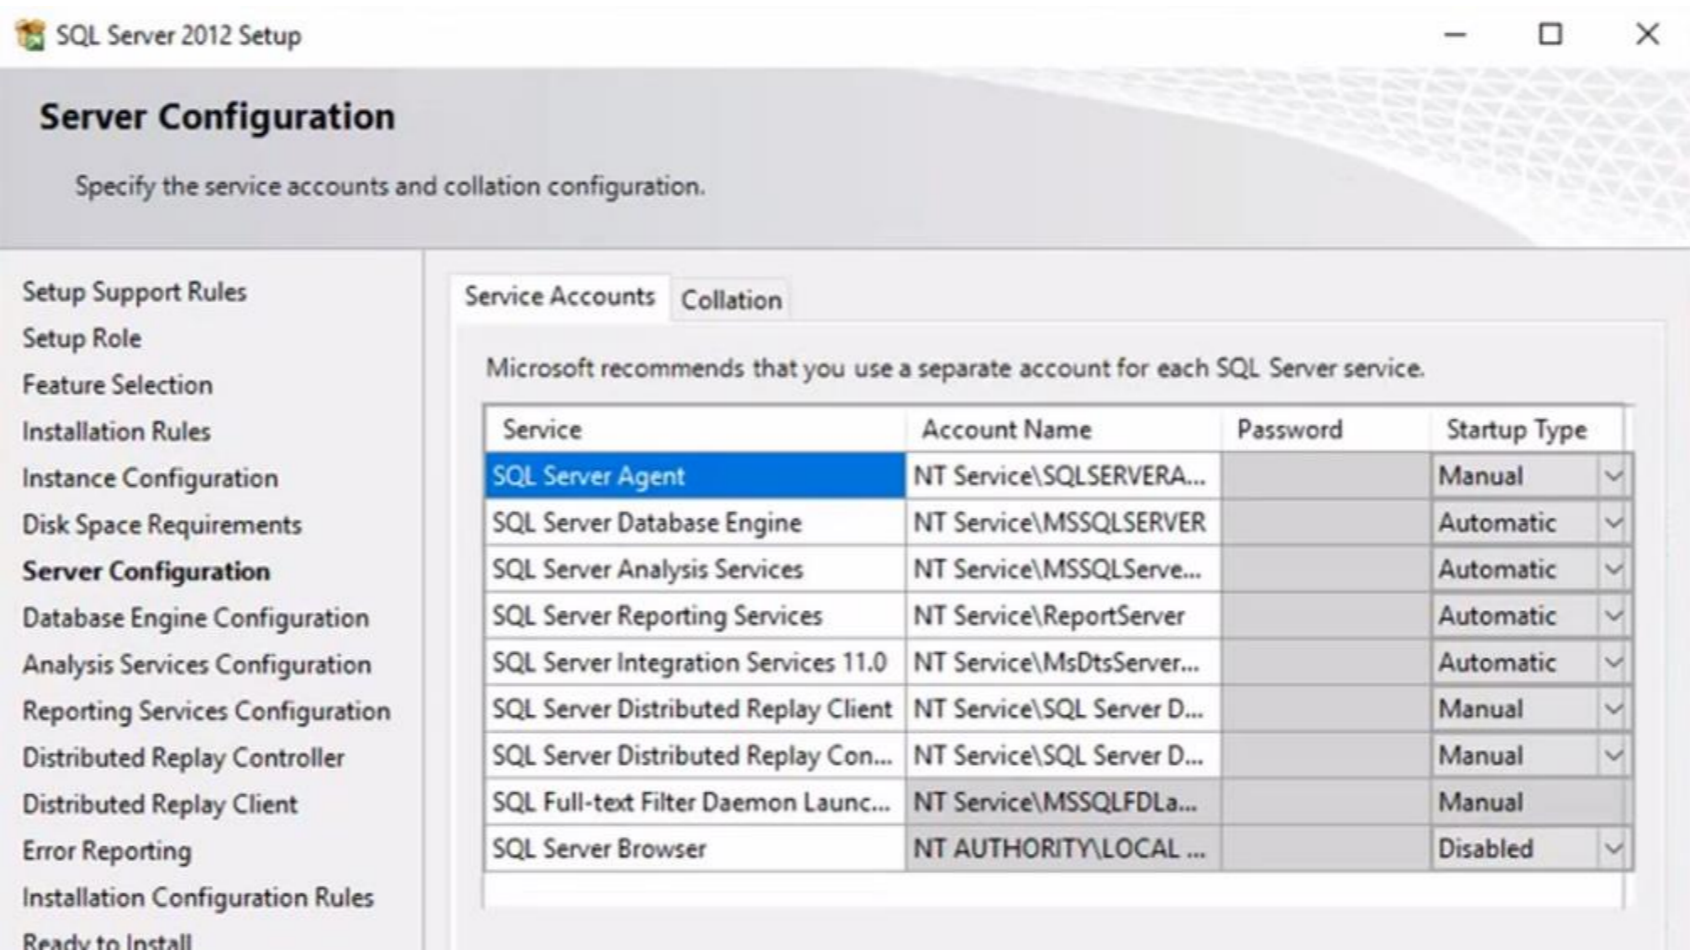 SQL Server 2012 Setup
Server Configuration
Specify the service accounts and collation configuration.
Setup Support Rules
Setup Role
Feature Selection
Installation Rules
Instance Configuration
Disk Space Requirements
Server Configuration
Database Engine Configuration
Analysis Services Configuration
Reporting Services Configuration
Distributed Replay Controller
Distributed Replay Client
Error Reporting
Installation Configuration Rules
Ready to Install
Service Accounts Collation
Microsoft recommends that you use a separate account for each SQL Server service.
Service Account Name Password Startup Type
SQL Server Agent NT Service\SQLSERVERA... Manual
SQL Server Database Engine NT Service\MSSQLSERVER Automatic
SQL Server Analysis Services NT Service\MSSQLServe... Automatic
SQL Server Reporting Services NT Service\ReportServer Automatic
SQL Server Integration Services 11.0 NT Service\MsDtsServer... Automatic
SQL Server Distributed Replay Client NT Service\SQL Server D... Manual
SQL Server Distributed Replay Con... NT Service\SQL Server D... Manual
SQL Full-text Filter Daemon Launc... NT Service\MSSQLFDLa... Manual
SQL Server Browser NT AUTHORITY\LOCAL ... Disabled